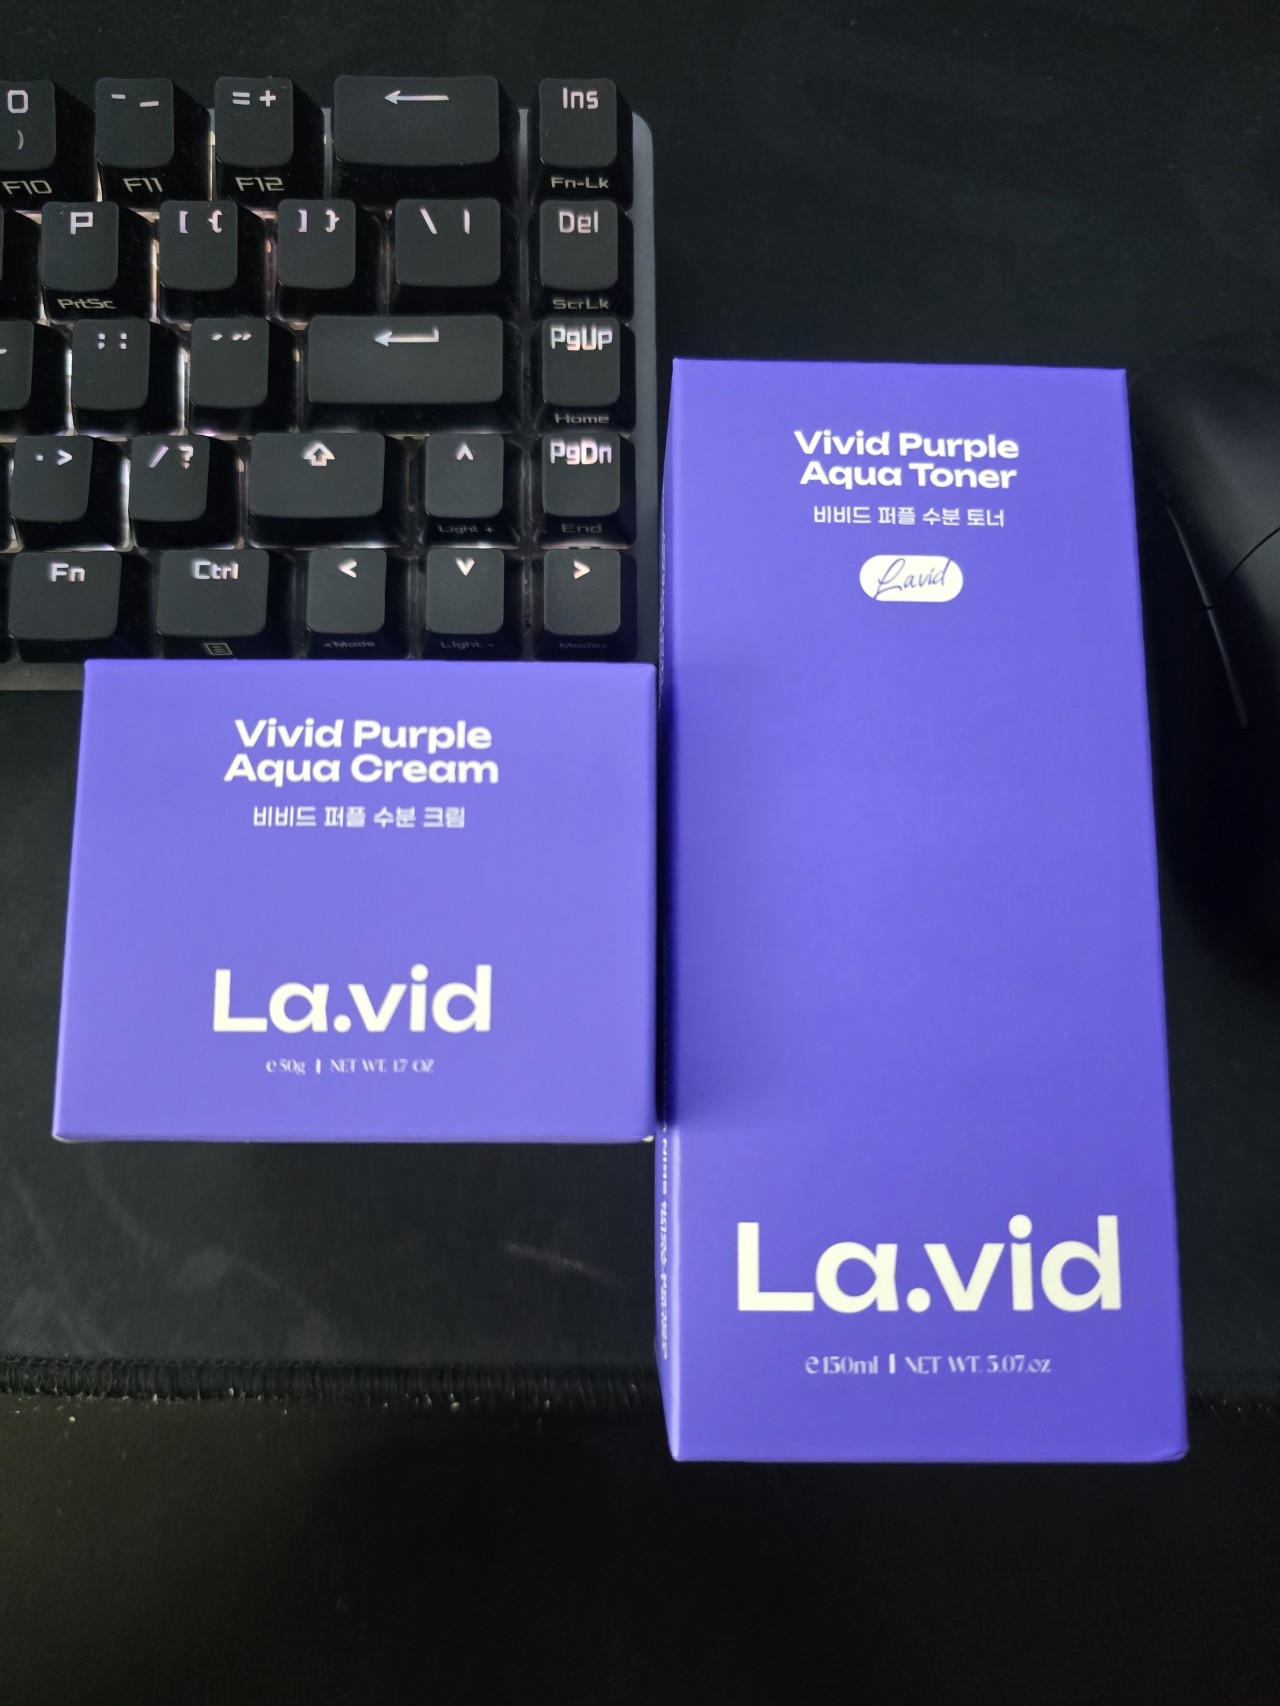 O - _ = + ← Ins
) F10 F11 F12 Fn-Lk
P [ { ] } \ | Del
PrtSc ScrLk
; : ' " PgUp
Home
. > / ? ^ PgDn
Light + End
Fn Ctrl < v >
Light -
Vivid Purple
Aqua Cream
비비드 퍼플 수분 크림
La.vid
e 50g | NET WT. 1.7 OZ
Vivid Purple
Aqua Toner
비비드 퍼플 수분 토너
Lavid
La.vid
e 150ml | NET WT. 5.07.oz